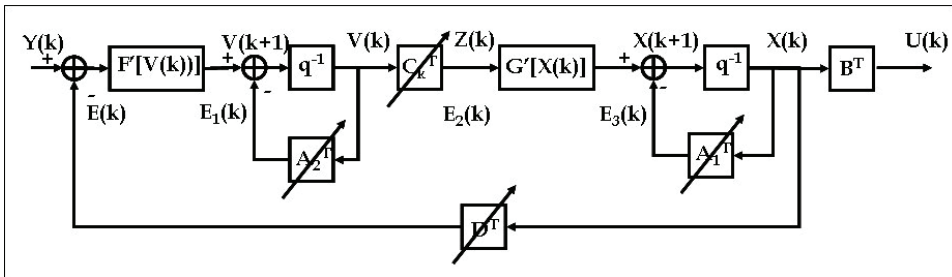 Y(k) V(k+1) V(k) Z(k) X(k+1) X(k) U(k)
+ F'[V(k))] + q⁻¹ Cₖᵀ G'[X(k)] + q⁻¹ Bᵀ
- - -
E(k) E₁(k) E₂(k) E₃(k)
A₂ᵀ A₁ᵀ
Dᵀ